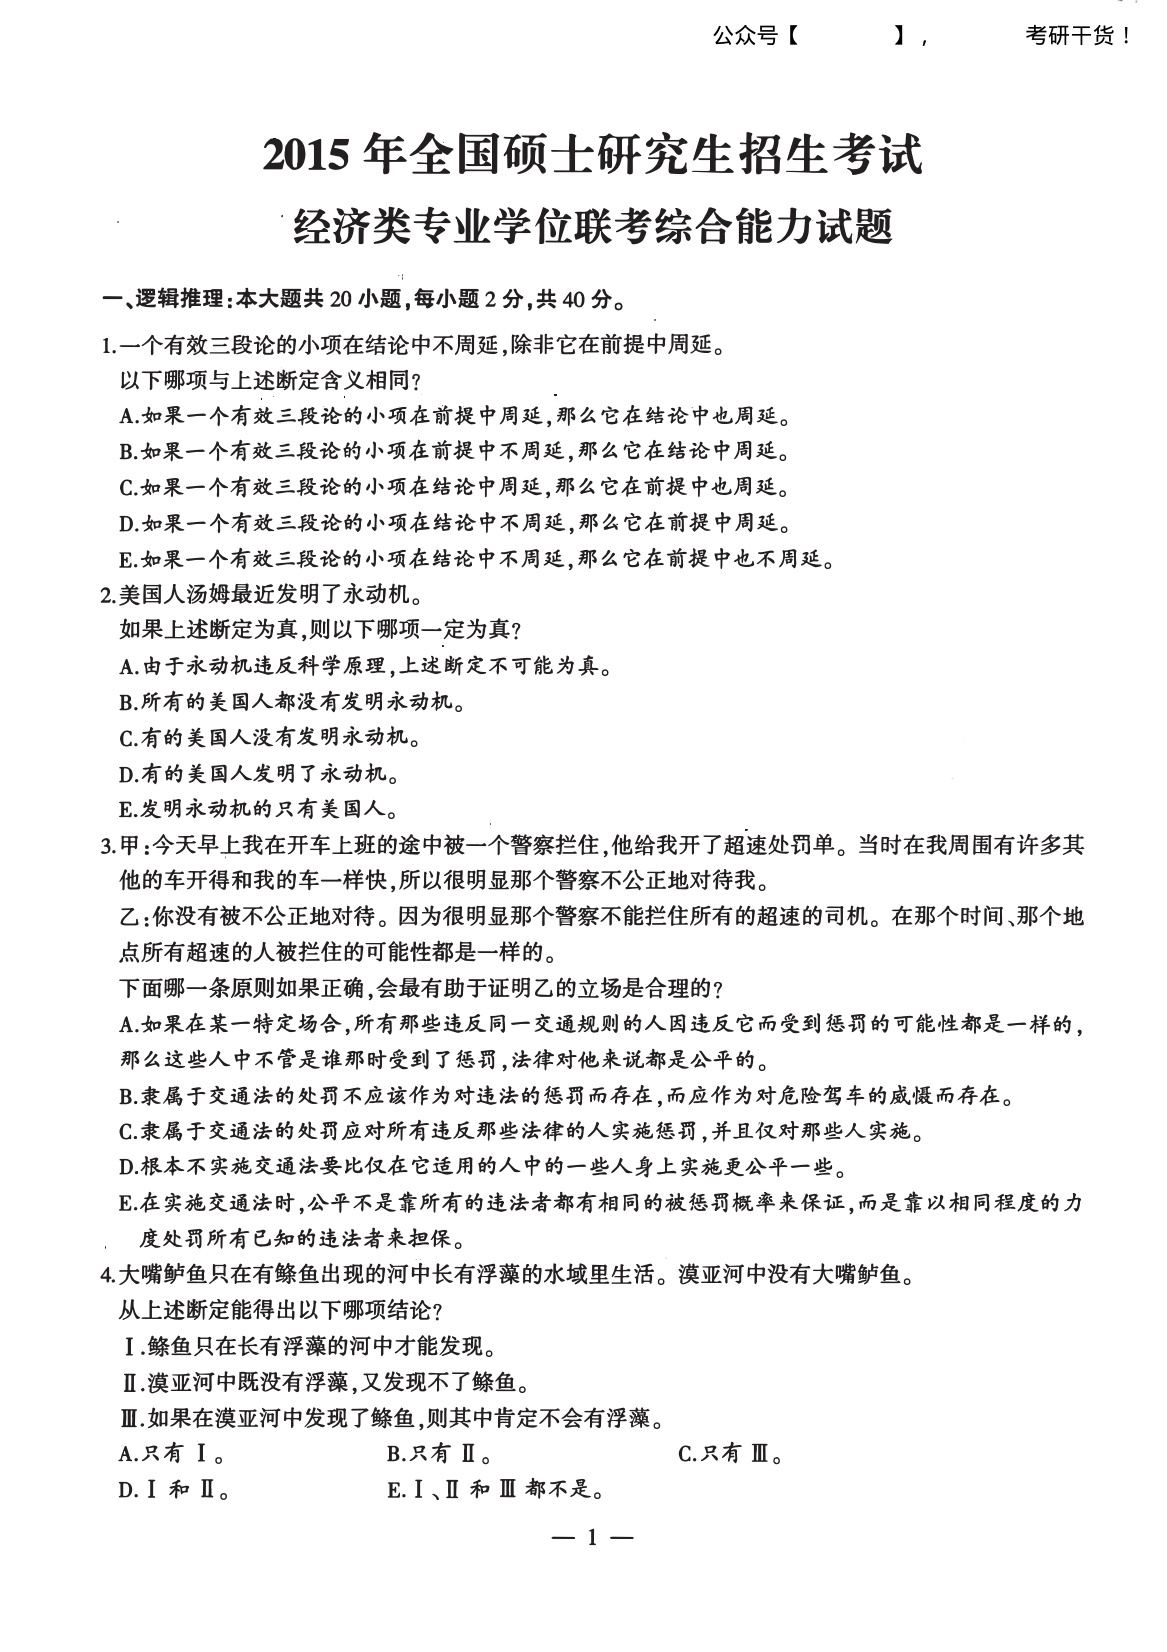 公众号【 】, 考研干货！
2015 年全国硕士研究生招生考试
经济类专业学位联考综合能力试题
一、逻辑推理:本大题共 20 小题,每小题 2 分,共 40 分。
1.一个有效三段论的小项在结论中不周延,除非它在前提中周延。
以下哪项与上述断定含义相同?
A.如果一个有效三段论的小项在前提中周延,那么它在结论中也周延。
B.如果一个有效三段论的小项在前提中不周延,那么它在结论中周延。
C.如果一个有效三段论的小项在结论中周延,那么它在前提中也周延。
D.如果一个有效三段论的小项在结论中不周延,那么它在前提中周延。
E.如果一个有效三段论的小项在结论中不周延,那么它在前提中也不周延。
2.美国人汤姆最近发明了永动机。
如果上述断定为真,则以下哪项一定为真?
A.由于永动机违反科学原理,上述断定不可能为真。
B.所有的美国人都没有发明永动机。
C.有的美国人没有发明永动机。
D.有的美国人发明了永动机。
E.发明永动机的只有美国人。
3.甲:今天早上我在开车上班的途中被一个警察拦住,他给我开了超速处罚单。当时在我周围有许多其
他的车开得和我的车一样快,所以很明显那个警察不公正地对待我。
乙:你没有被不公正地对待。因为很明显那个警察不能拦住所有的超速的司机。在那个时间、那个地
点所有超速的人被拦住的可能性都是一样的。
下面哪一条原则如果正确,会最有助于证明乙的立场是合理的?
A.如果在某一特定场合,所有那些违反同一交通规则的人因违反它而受到惩罚的可能性都是一样的,
那么这些人中不管是谁那时受到了惩罚,法律对他来说都是公平的。
B.隶属于交通法的处罚不应该作为对违法的惩罚而存在,而应作为对危险驾车的威慑而存在。
C.隶属于交通法的处罚应对所有违反那些法律的人实施惩罚,并且仅对那些人实施。
D.根本不实施交通法要比仅在它适用的人中的一些人身上实施更公平一些。
E.在实施交通法时,公平不是靠所有的违法者都有相同的被惩罚概率来保证,而是靠以相同程度的力
度处罚所有已知的违法者来担保。
4.大嘴鲈鱼只在有鲦鱼出现的河中长有浮藻的水域里生活。漠亚河中没有大嘴鲈鱼。
从上述断定能得出以下哪项结论?
Ⅰ.鲦鱼只在长有浮藻的河中才能发现。
Ⅱ.漠亚河中既没有浮藻,又发现不了鲦鱼。
Ⅲ.如果在漠亚河中发现了鲦鱼,则其中肯定不会有浮藻。
A.只有 Ⅰ。 B.只有 Ⅱ。 C.只有 Ⅲ。
D.Ⅰ 和 Ⅱ。 E.Ⅰ、Ⅱ 和 Ⅲ 都不是。
— 1 —